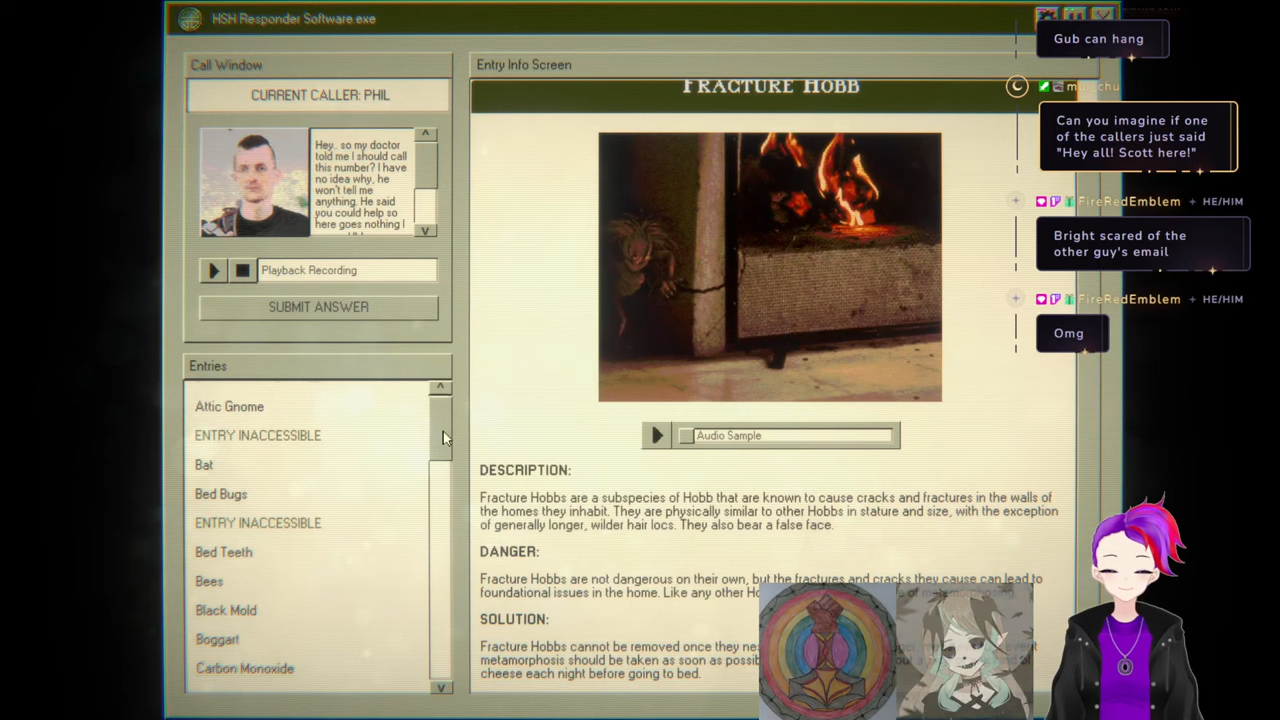 HSH Responder Software.exe
Call Window
CURRENT CALLER: PHIL
Hey.. so my doctor
told me I should call
this number? I have
no idea why, he
won't tell me
anything. He said
you could help so
here goes nothing I
Playback Recording
SUBMIT ANSWER
Entries
Attic Gnome
ENTRY INACCESSIBLE
Bat
Bed Bugs
ENTRY INACCESSIBLE
Bed Teeth
Bees
Black Mold
Boggart
Carbon Monoxide
Entry Info Screen
FRACTURE HOBB
Audio Sample
DESCRIPTION:
Fracture Hobbs are a subspecies of Hobb that are known to cause cracks and fractures in the walls of
the homes they inhabit. They are physically similar to other Hobbs in stature and size, with the exception
of generally longer, wilder hair locs. They also bear a false face.
DANGER:
Fracture Hobbs are not dangerous on their own, but the fractures and cracks they cause can lead to
foundational issues in the home. Like any other
SOLUTION:
Fracture Hobbs cannot be removed once they
metamorphosis should be taken as soon as
cheese each night before going to bed.
Gub can hang
Can you imagine if one
of the callers just said
"Hey all! Scott here!"
FireRedEmblem HE/HIM
Bright scared of the
other guy's email
FireRedEmblem HE/HIM
Omg